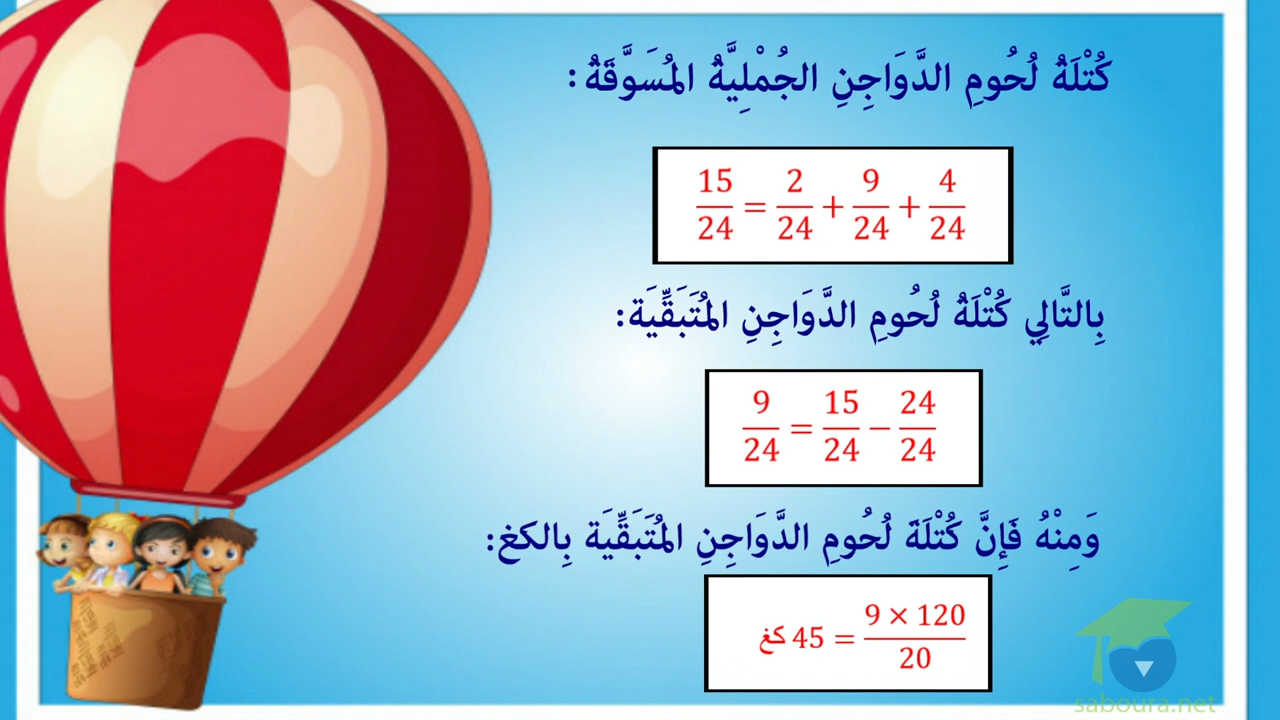 كُتْلَةُ لُحُومِ الدَّوَاجِنِ الجُمْلِيَّةُ المُسَوَّقَةُ :
15/24 = 2/24 + 9/24 + 4/24
بِالتَّالِي كُتْلَةُ لُحُومِ الدَّوَاجِنِ المُتَبَقِّيَة:
9/24 = 15/24 − 24/24
وَمِنْهُ فَإِنَّ كُتْلَةَ لُحُومِ الدَّوَاجِنِ المُتَبَقِّيَة بِالكغ:
كغ 45 = 9 × 120/20
saboura.net